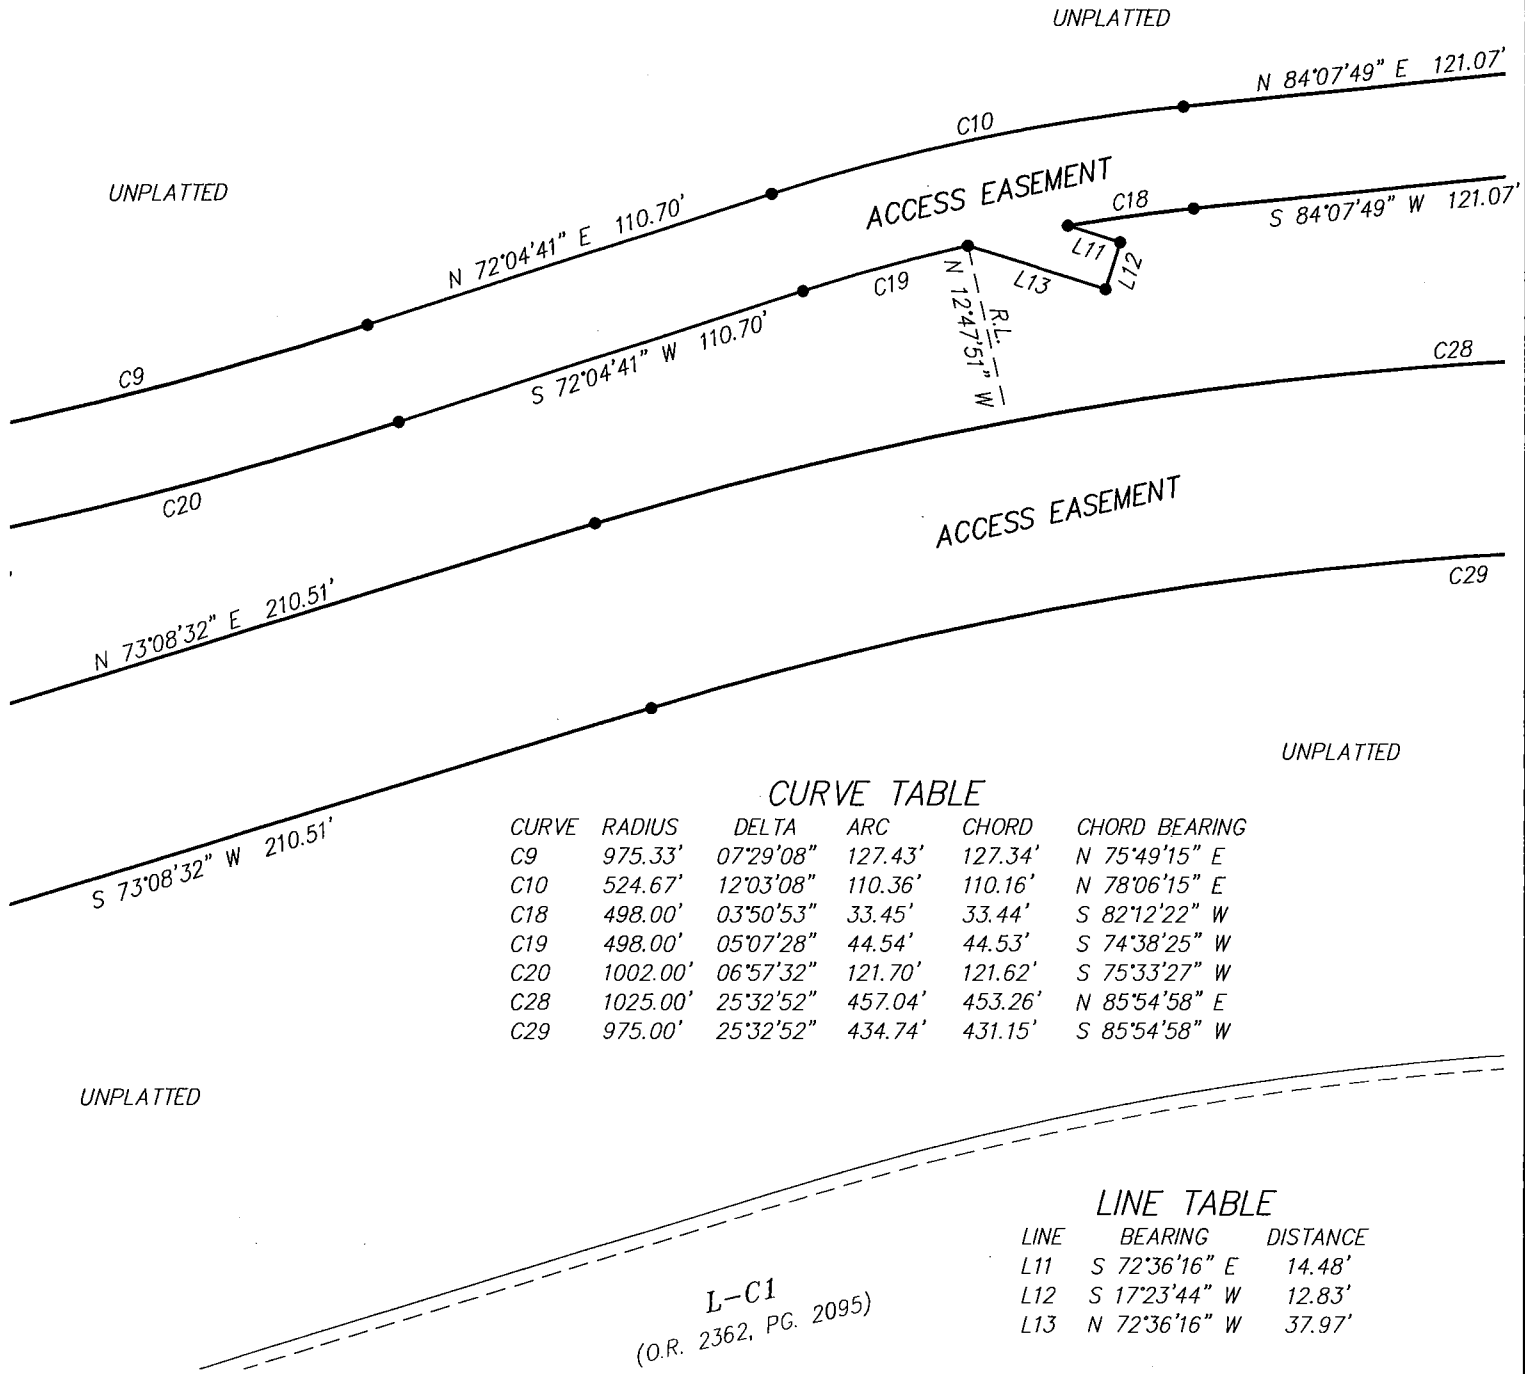 UNPLATTED
N 84°07'49" E 121.07'
C10
UNPLATTED
ACCESS EASEMENT
C18
S 84°07'49" W 121.07'
N 72°04'41" E 110.70'
L11
L12
L13
C19
N 12°47'51" W
R.L.
C9
S 72°04'41" W 110.70'
C28
C20
ACCESS EASEMENT
C29
N 73°08'32" E 210.51'
UNPLATTED
S 73°08'32" W 210.51'
CURVE TABLE
CURVE RADIUS DELTA ARC CHORD CHORD BEARING
C9 975.33' 07°29'08" 127.43' 127.34' N 75°49'15" E
C10 524.67' 12°03'08" 110.36' 110.16' N 78°06'15" E
C18 498.00' 03°50'53" 33.45' 33.44' S 82°12'22" W
C19 498.00' 05°07'28" 44.54' 44.53' S 74°38'25" W
C20 1002.00' 06°57'32" 121.70' 121.62' S 75°33'27" W
C28 1025.00' 25°32'52" 457.04' 453.26' N 85°54'58" E
C29 975.00' 25°32'52" 434.74' 431.15' S 85°54'58" W
UNPLATTED
LINE TABLE
LINE BEARING DISTANCE
L11 S 72°36'16" E 14.48'
L12 S 17°23'44" W 12.83'
L13 N 72°36'16" W 37.97'
L-C1
(O.R. 2362, PG. 2095)